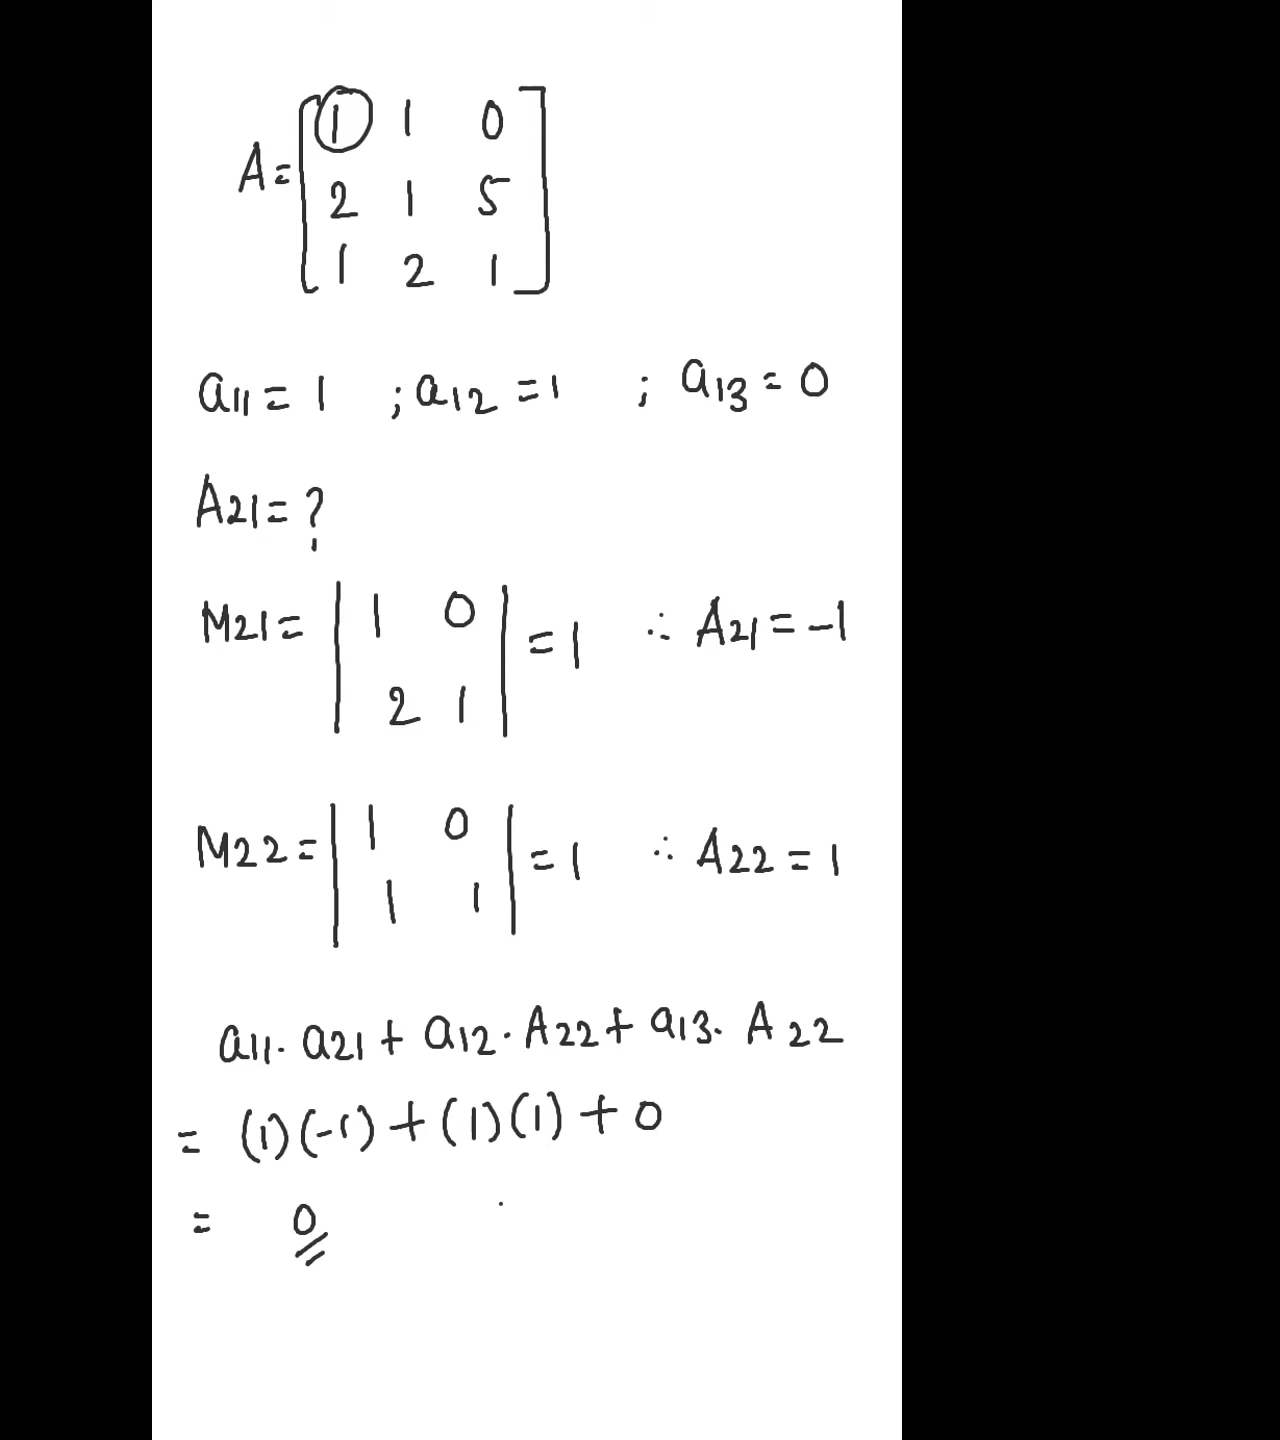 A = [ 1 1 0
2 1 5
1 2 1 ]
a11 = 1 ; a12 = 1 ; a13 = 0
A21 = ?
M21 = | 1 0 | = 1 ∴ A21 = -1
2 1
M22 = | 1 0 | = 1 ∴ A22 = 1
1 1
a11. a21 + a12. A22 + a13. A22
= (1)(-1) + (1)(1) + 0
= 0